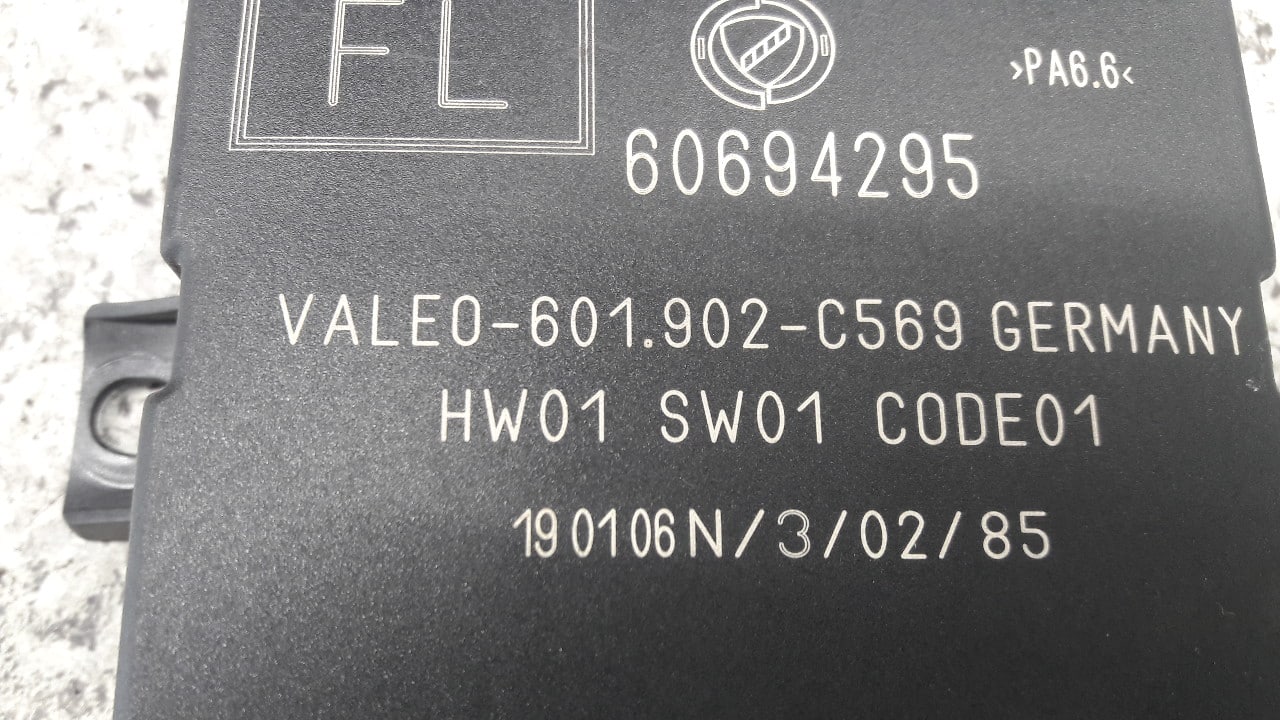 FL
>PA6.6<
60694295
VALEO-601.902-C569 GERMANY
HW01 SW01 CODE01
190106N/3/02/85